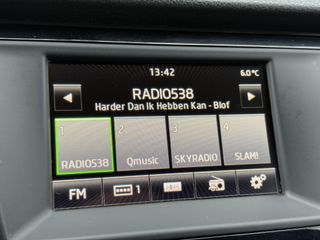 13:42 6.0 °C
RADIO538
Harder Dan Ik Hebben Kan - Blof
1 2 3 4
RADIO538 Qmusic SKYRADIO SLAM!
FM 1